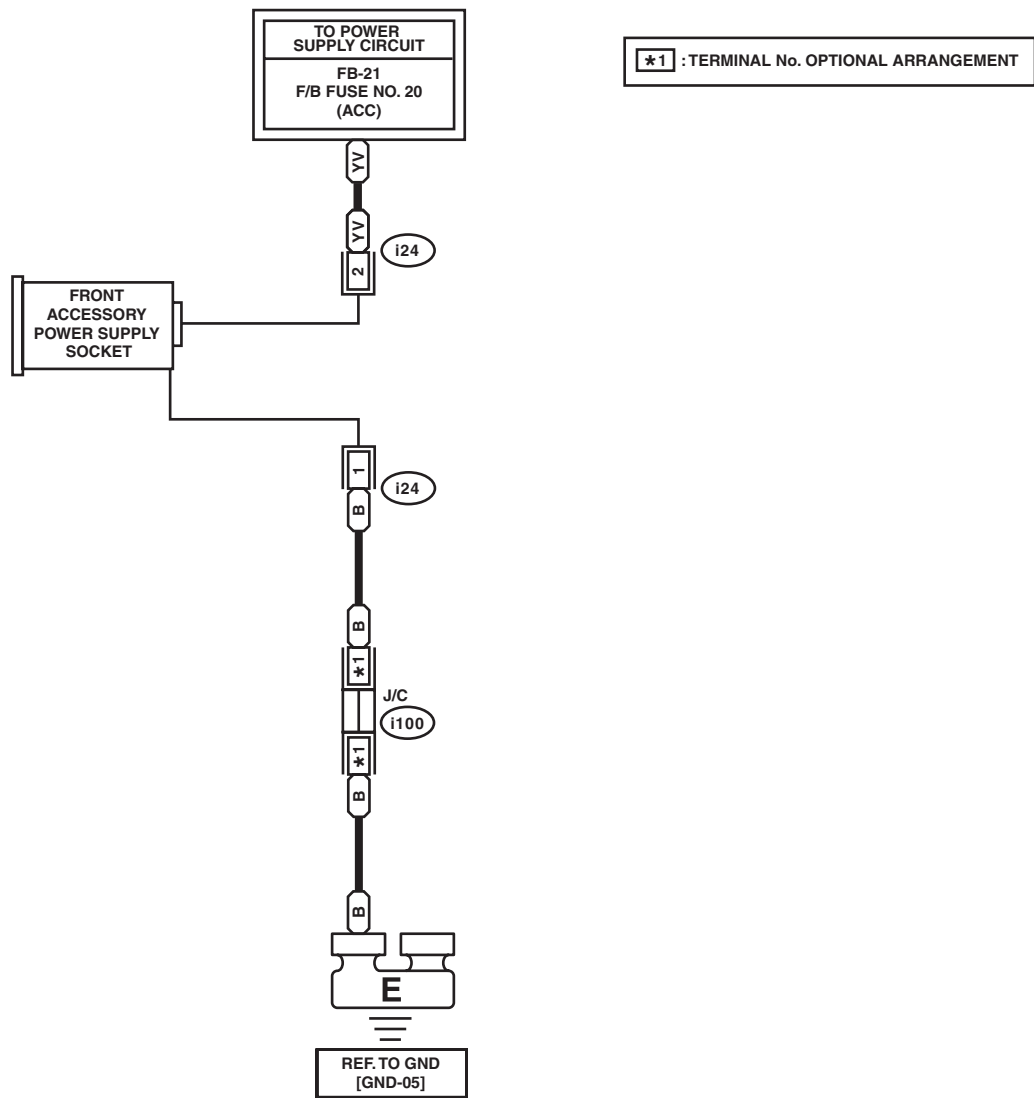 TO POWER
SUPPLY CIRCUIT
FB-21
F/B FUSE NO. 20
(ACC)
*1 : TERMINAL No. OPTIONAL ARRANGEMENT
YV
YV
i24
2
FRONT
ACCESSORY
POWER SUPPLY
SOCKET
1
i24
B
B
*1
J/C
i100
*1
B
B
E
REF. TO GND
[GND-05]